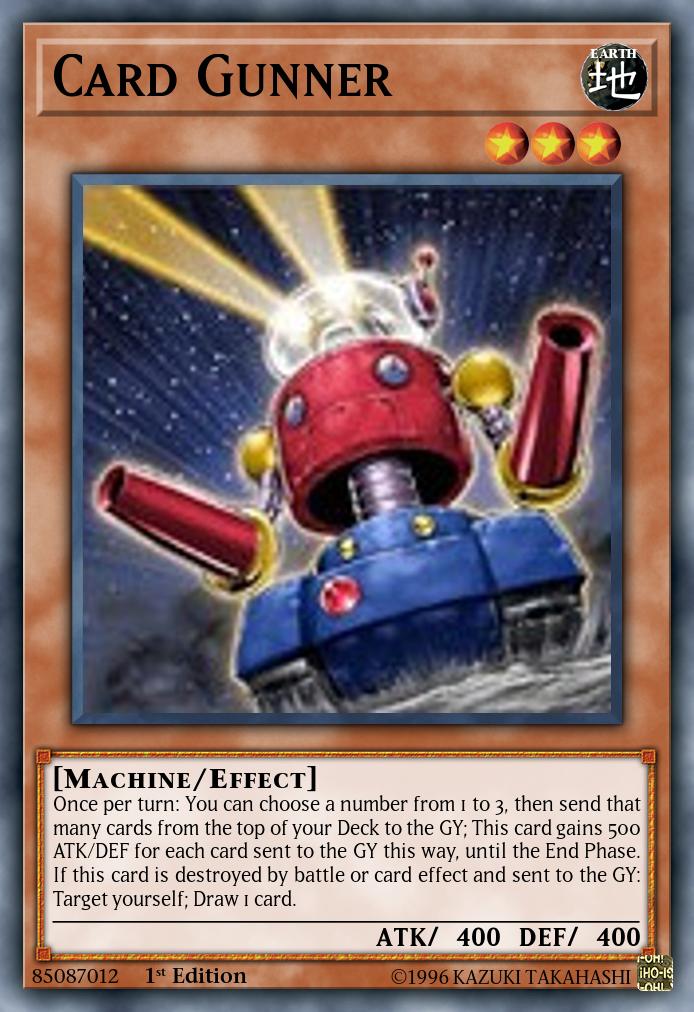 Card Gunner
EARTH
地
[Machine/Effect]
Once per turn: You can choose a number from 1 to 3, then send that
many cards from the top of your Deck to the GY; This card gains 500
ATK/DEF for each card sent to the GY this way, until the End Phase.
If this card is destroyed by battle or card effect and sent to the GY:
Target yourself; Draw 1 card.
ATK/ 400 DEF/ 400
85087012 1st Edition ©1996 KAZUKI TAKAHASHI